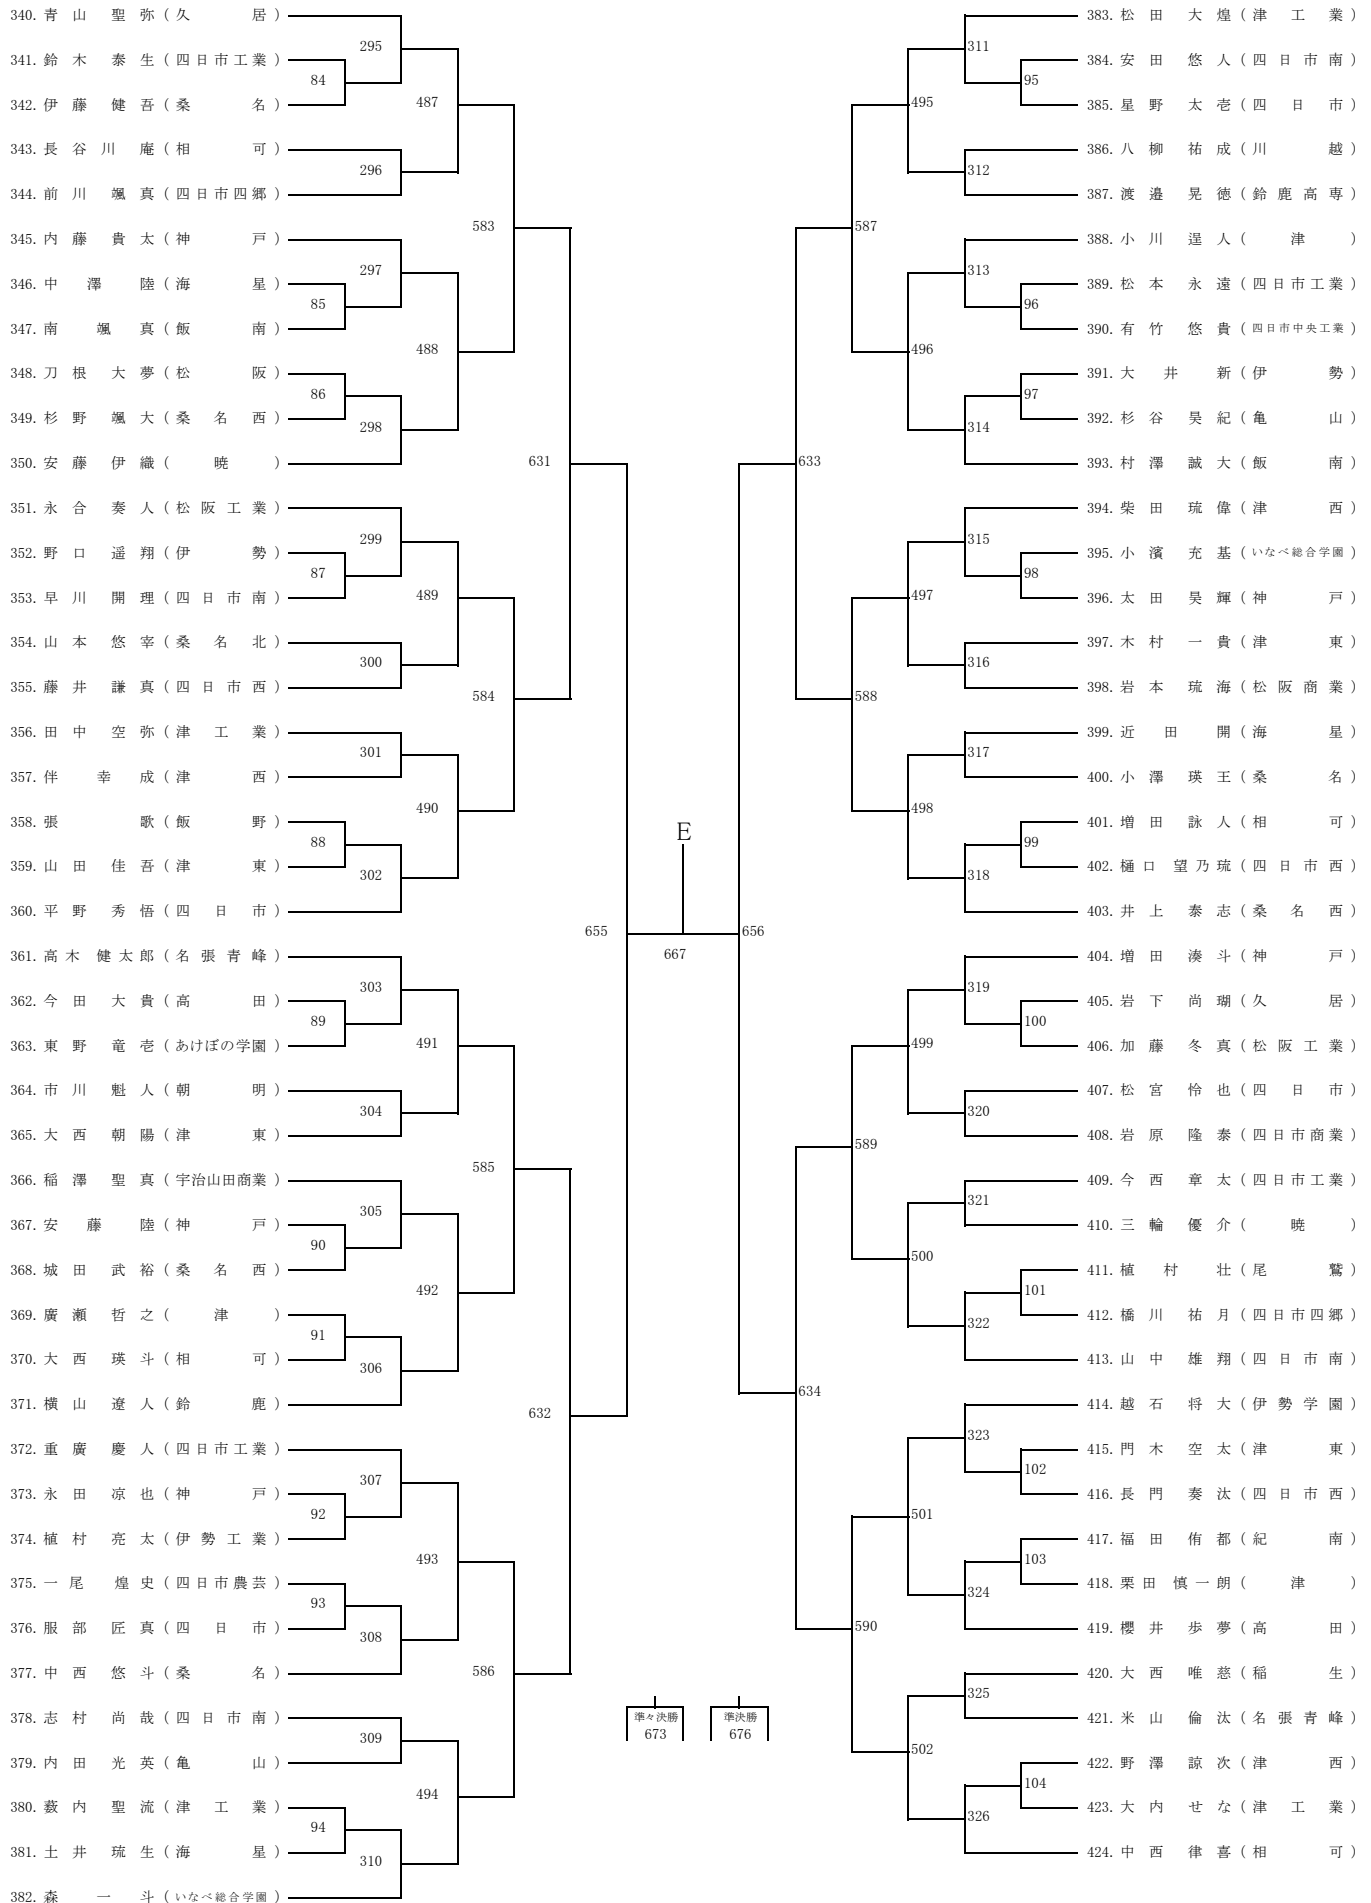 340. 青山聖弥(久居)
341. 鈴木泰生(四日市工業)
342. 伊藤健吾(桑名)
343. 長谷川庵(相可)
344. 前川颯真(四日市四郷)
345. 内藤貴太(神戸)
346. 中澤陸(海星)
347. 南颯真(飯南)
348. 刀根大夢(松阪)
349. 杉野颯大(桑名西)
350. 安藤伊織(暁)
351. 永合奏人(松阪工業)
352. 野口遥翔(伊勢)
353. 早川開理(四日市南)
354. 山本悠宰(桑名北)
355. 藤井謙真(四日市西)
356. 田中空弥(津工業)
357. 伴幸成(津西)
358. 張歌(飯野)
359. 山田佳吾(津東)
360. 平野秀悟(四日市)
361. 高木健太郎(名張青峰)
362. 今田大貴(高田)
363. 東野竜壱(あけぼの学園)
364. 市川魁人(朝明)
365. 大西朝陽(津東)
366. 稲澤聖真(宇治山田商業)
367. 安藤陸(神戸)
368. 城田武裕(桑名西)
369. 廣瀬哲之(津)
370. 大西瑛斗(相可)
371. 横山遼人(鈴鹿)
372. 重廣慶人(四日市工業)
373. 永田凉也(神戸)
374. 植村亮太(伊勢工業)
375. 一尾煌史(四日市農芸)
376. 服部匠真(四日市)
377. 中西悠斗(桑名)
378. 志村尚哉(四日市南)
379. 内田光英(亀山)
380. 薮内聖流(津工業)
381. 土井琉生(海星)
382. 森一斗(いなべ総合学園)
84
85
86
87
88
89
90
91
92
93
94
295
296
297
298
299
300
301
302
303
304
305
306
307
308
309
310
487
488
489
490
491
492
493
494
583
584
585
586
631
632
655
E
667
656
準々決勝
673
準決勝
676
633
634
587
588
589
590
495
496
497
498
499
500
501
502
311
312
313
314
315
316
317
318
319
320
321
322
323
324
325
326
95
96
97
98
99
100
101
102
103
104
383. 松田大煌(津工業)
384. 安田悠人(四日市南)
385. 星野太壱(四日市)
386. 八柳祐成(川越)
387. 渡邉晃徳(鈴鹿高専)
388. 小川逞人(津)
389. 松本永遠(四日市工業)
390. 有竹悠貴(四日市中央工業)
391. 大井新(伊勢)
392. 杉谷昊紀(亀山)
393. 村澤誠大(飯南)
394. 柴田琉偉(津西)
395. 小濱充基(いなべ総合学園)
396. 太田昊輝(神戸)
397. 木村一貴(津東)
398. 岩本琉海(松阪商業)
399. 近田開(海星)
400. 小澤瑛王(桑名)
401. 増田詠人(相可)
402. 樋口望乃琉(四日市西)
403. 井上泰志(桑名西)
404. 増田湊斗(神戸)
405. 岩下尚瑚(久居)
406. 加藤冬真(松阪工業)
407. 松宮怜也(四日市)
408. 岩原隆泰(四日市商業)
409. 今西章太(四日市工業)
410. 三輪優介(暁)
411. 植村壮(尾鷲)
412. 橋川祐月(四日市四郷)
413. 山中雄翔(四日市南)
414. 越石将大(伊勢学園)
415. 門木空太(津東)
416. 長門奏汰(四日市西)
417. 福田侑都(紀南)
418. 栗田慎一朗(津)
419. 櫻井歩夢(高田)
420. 大西唯慈(稲生)
421. 米山倫汰(名張青峰)
422. 野澤諒次(津西)
423. 大内せな(津工業)
424. 中西律喜(相可)